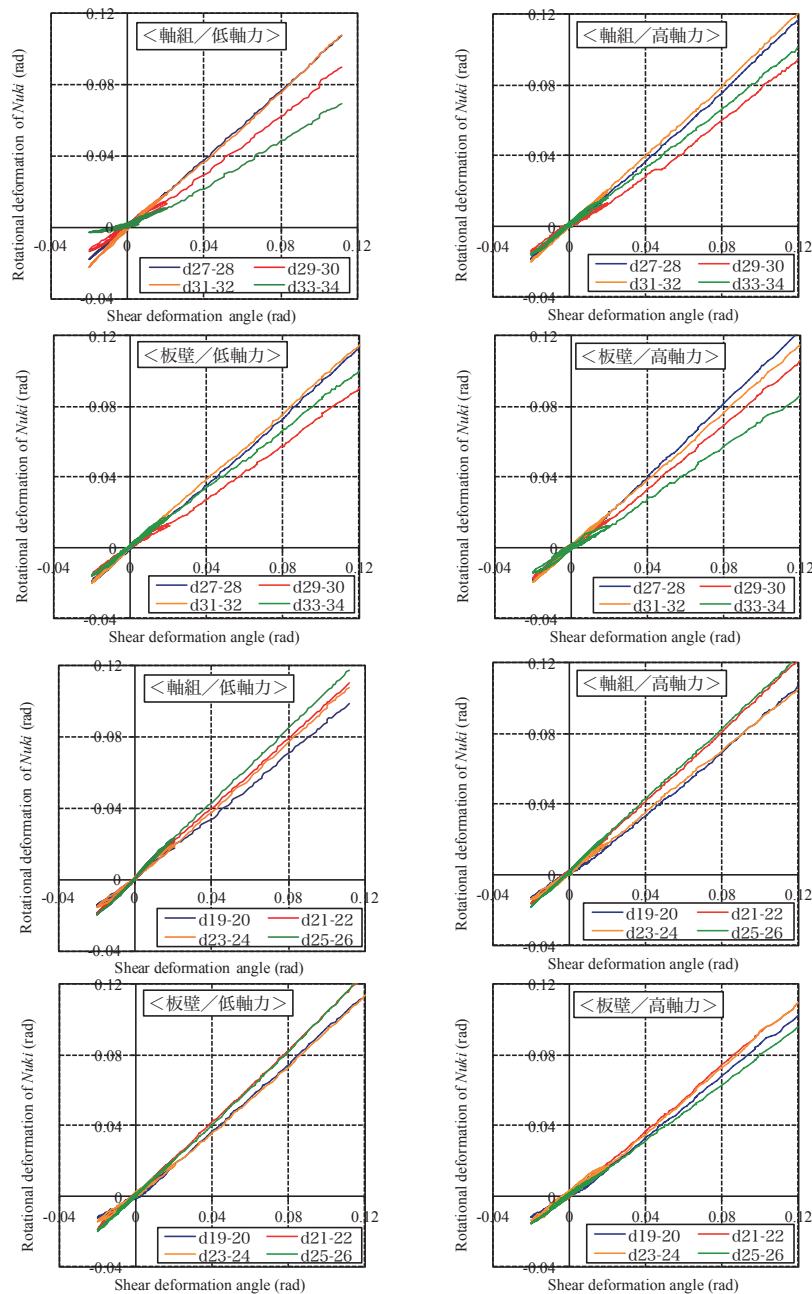 ＜軸組／低軸力＞
0.12
0.08
0.04
0
-0.04
-0.04
0
0.04
0.08
0.12
Rotational deformation of Nuki (rad)
Shear deformation angle (rad)
d27-28 d29-30
d31-32 d33-34
＜軸組／高軸力＞
0.12
0.08
0.04
0
-0.04
-0.04
0
0.04
0.08
0.12
Rotational deformation of Nuki (rad)
Shear deformation angle (rad)
d27-28 d29-30
d31-32 d33-34
＜板壁／低軸力＞
0.12
0.08
0.04
0
-0.04
-0.04
0
0.04
0.08
0.12
Rotational deformation of Nuki (rad)
Shear deformation angle (rad)
d27-28 d29-30
d31-32 d33-34
＜板壁／高軸力＞
0.12
0.08
0.04
0
-0.04
-0.04
0
0.04
0.08
0.12
Rotational deformation of Nuki (rad)
Shear deformation angle (rad)
d27-28 d29-30
d31-32 d33-34
＜軸組／低軸力＞
0.12
0.08
0.04
0
-0.04
-0.04
0
0.04
0.08
0.12
Rotational deformation of Nuki (rad)
Shear deformation angle (rad)
d19-20 d21-22
d23-24 d25-26
＜軸組／高軸力＞
0.12
0.08
0.04
0
-0.04
-0.04
0
0.04
0.08
0.12
Rotational deformation of Nuki (rad)
Shear deformation angle (rad)
d19-20 d21-22
d23-24 d25-26
＜板壁／低軸力＞
0.12
0.08
0.04
0
-0.04
-0.04
0
0.04
0.08
0.12
Rotational deformation of Nuki (rad)
Shear deformation angle (rad)
d19-20 d21-22
d23-24 d25-26
＜板壁／高軸力＞
0.12
0.08
0.04
0
-0.04
-0.04
0
0.04
0.08
0.12
Rotational deformation of Nuki (rad)
Shear deformation angle (rad)
d19-20 d21-22
d23-24 d25-26